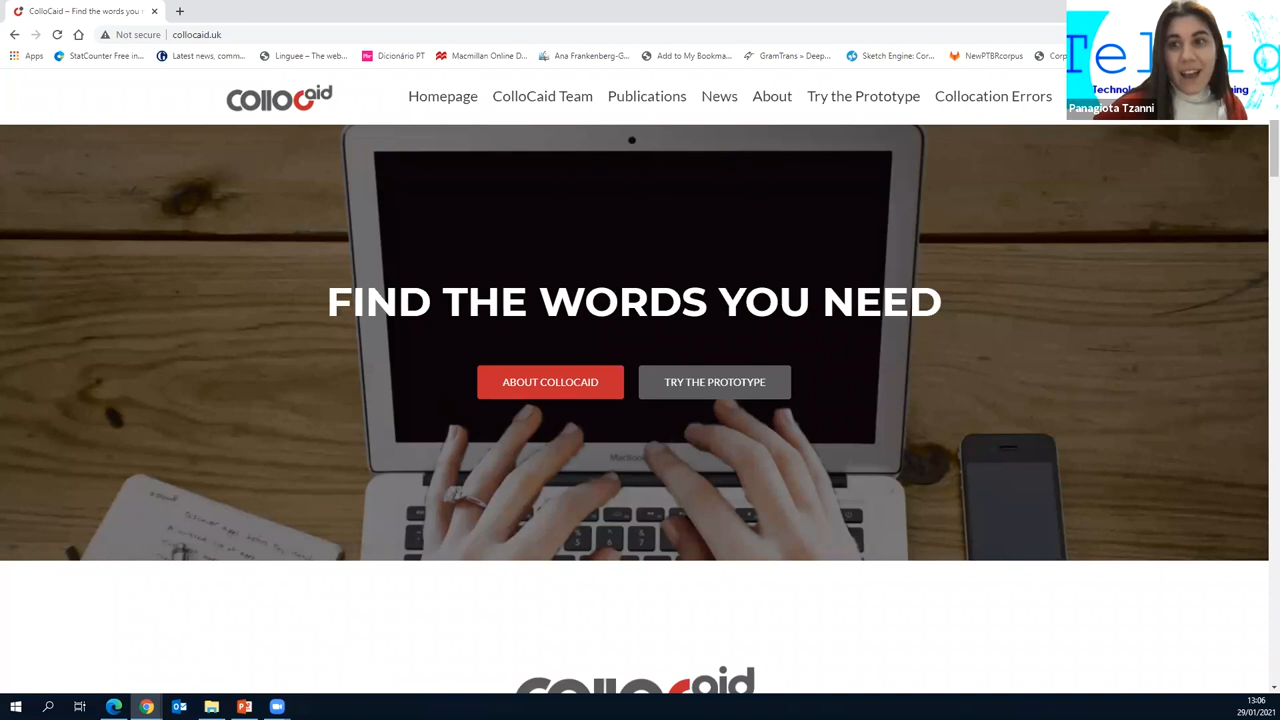 ColloCaid – Find the words you
Not secure
collocaid.uk
Apps
StatCounter Free in...
Latest news, comm...
Linguee – The web...
Dicionário PT
Macmillan Online D...
Ana Frankenberg-G...
Add to My Bookma...
GramTrans > Deep...
Sketch Engine: Cor...
NewPTBRcorpus
Panagiota Tzanni
collocaid
Homepage
ColloCaid Team
Publications
News
About
Try the Prototype
Collocation Errors
FIND THE WORDS YOU NEED
ABOUT COLLOCAID
TRY THE PROTOTYPE
collocaid
13:06
29/01/2021